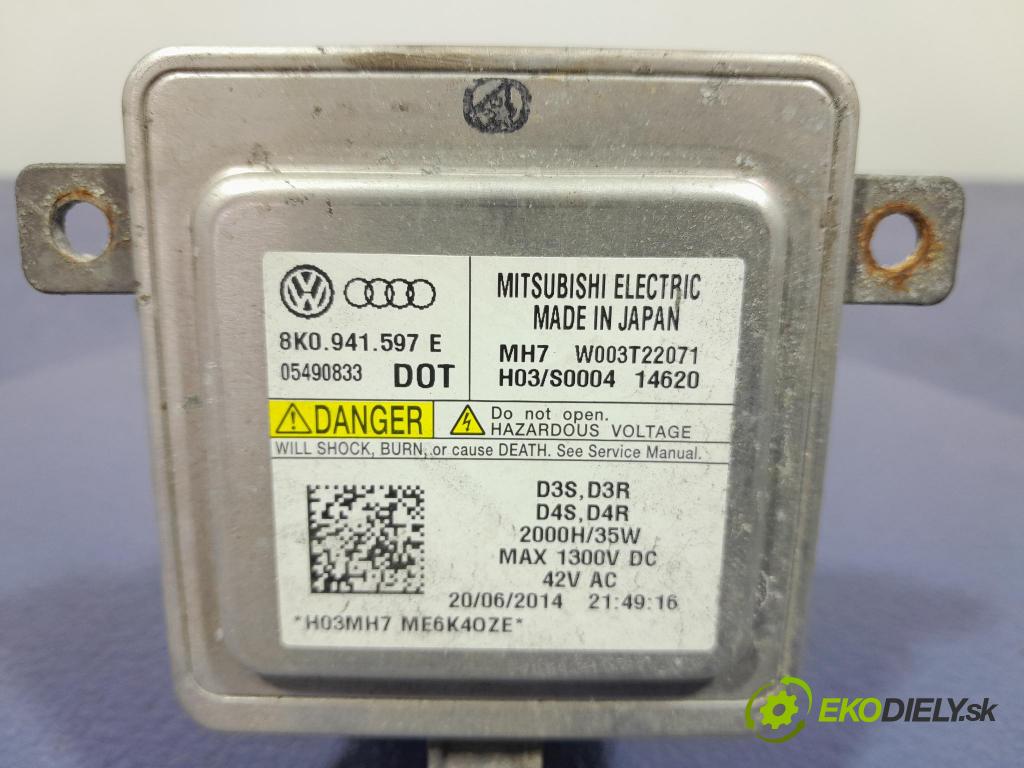 8K0.941.597 E
05490833 DOT
MITSUBISHI ELECTRIC
MADE IN JAPAN
MH7 W003T22071
H03/S0004 14620
DANGER
Do not open.
HAZARDOUS VOLTAGE
WILL SHOCK, BURN, or cause DEATH. See Service Manual.
D3S,D3R
D4S,D4R
2000H/35W
MAX 1300V DC
42V AC
20/06/2014 21:49:16
*H03MH7 ME6K40ZE*
EKODIELY.sk